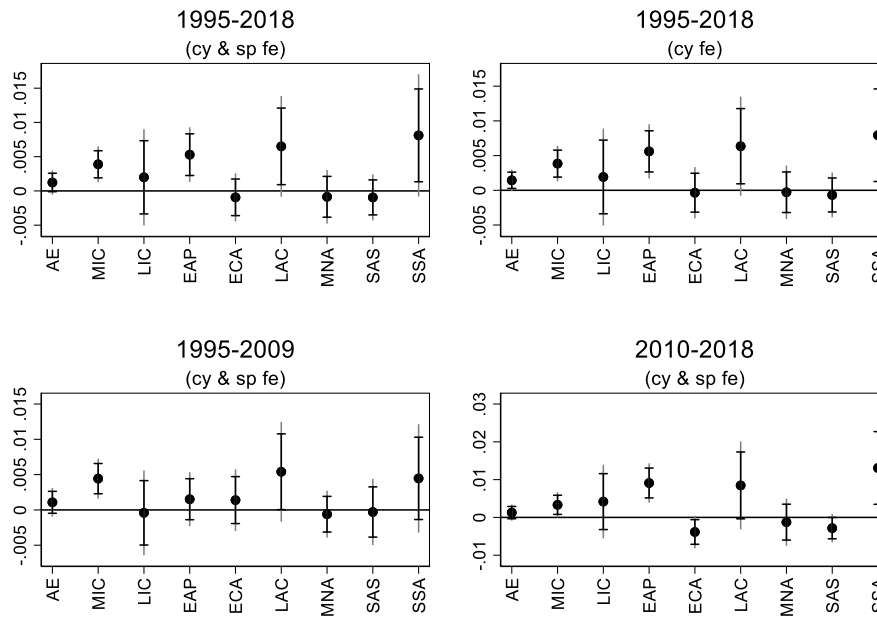 1995-2018
(cy & sp fe)
.015
.01
.005
0
-.005
AE
MIC
LIC
EAP
ECA
LAC
MNA
SAS
SSA
1995-2018
(cy fe)
.015
.01
.005
0
-.005
AE
MIC
LIC
EAP
ECA
LAC
MNA
SAS
SSA
1995-2009
(cy & sp fe)
.015
.01
.005
0
-.005
AE
MIC
LIC
EAP
ECA
LAC
MNA
SAS
SSA
2010-2018
(cy & sp fe)
.03
.02
.01
0
-.01
AE
MIC
LIC
EAP
ECA
LAC
MNA
SAS
SSA